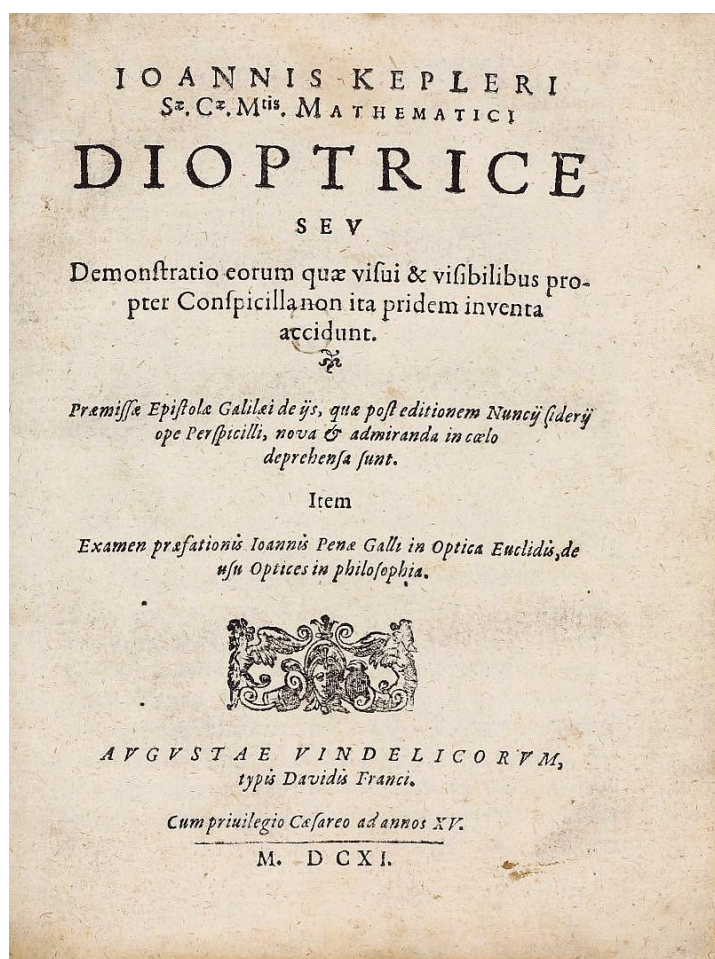 IOANNIS KEPLERI
Sæ. Cæ. Mtis. MATHEMATICI
DIOPTRICE
SEV
Demonſtratio eorum quæ viſui & viſibilibus pro-
pter Conſpicilla non ita pridem inventa
accidunt.
Præmiſſæ Epiſtolæ Galilæi de ijs, quæ poſt editionem Nuncij ſiderij
ope Perſpicilli, nova & admiranda in cœlo
deprehenſa ſunt.
Item
Examen præfationis Ioannis Penæ Galli in Optica Euclidis, de
uſu Optices in philoſophia.
AVGVSTAE VINDELICORVM,
typis Davidis Franci.
Cum priuilegio Cæſareo ad annos XV.
M. DCXI.